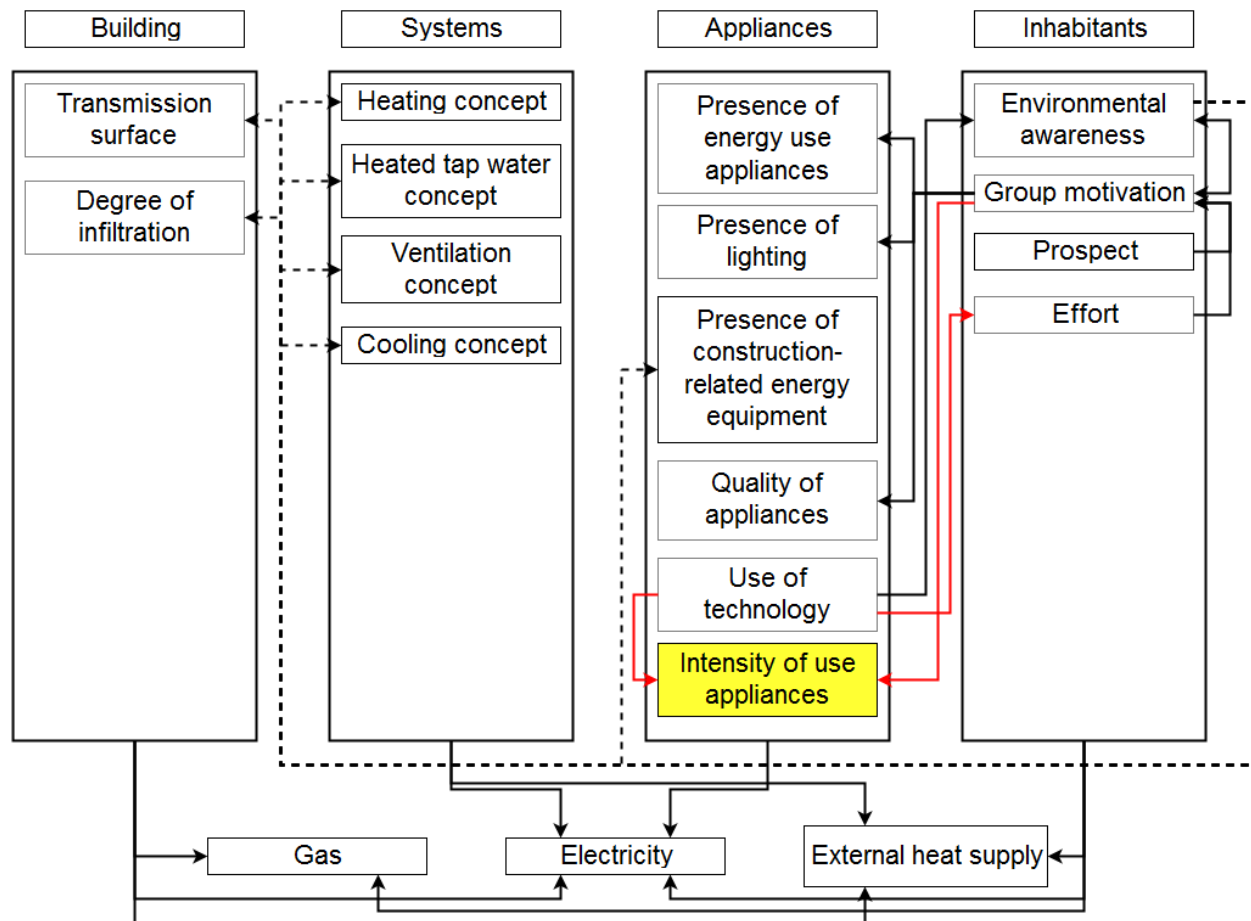 Building
Systems
Appliances
Inhabitants
Transmission
surface
Degree of
infiltration
Heating concept
Heated tap water
concept
Ventilation
concept
Cooling concept
Presence of
energy use
appliances
Presence of
lighting
Presence of
construction-
related energy
equipment
Quality of
appliances
Use of
technology
Intensity of use
appliances
Environmental
awareness
Group motivation
Prospect
Effort
Gas
Electricity
External heat supply